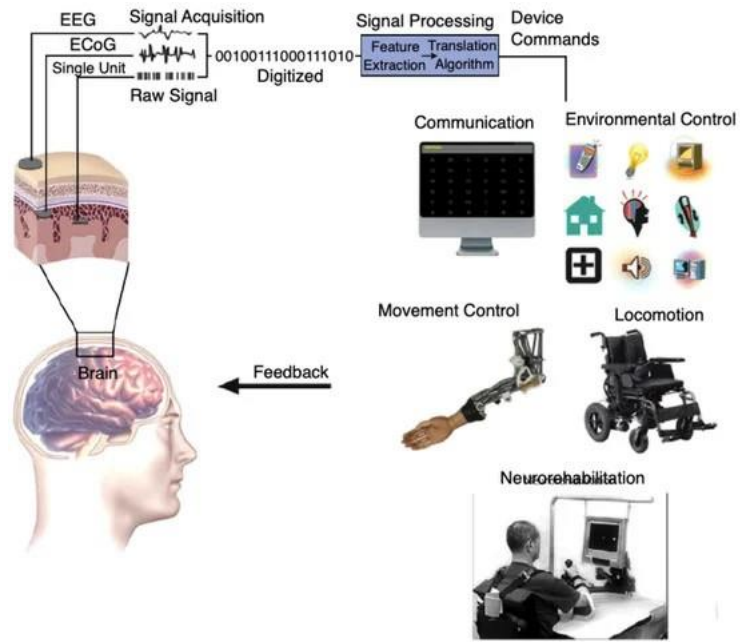 EEG
Signal Acquisition
ECoG
Single Unit
Raw Signal
00100111000111010
Digitized
Signal Processing
Feature Extraction
Translation Algorithm
Device Commands
Communication
Environmental Control
Movement Control
Locomotion
Brain
Feedback
Neurorehabilitation